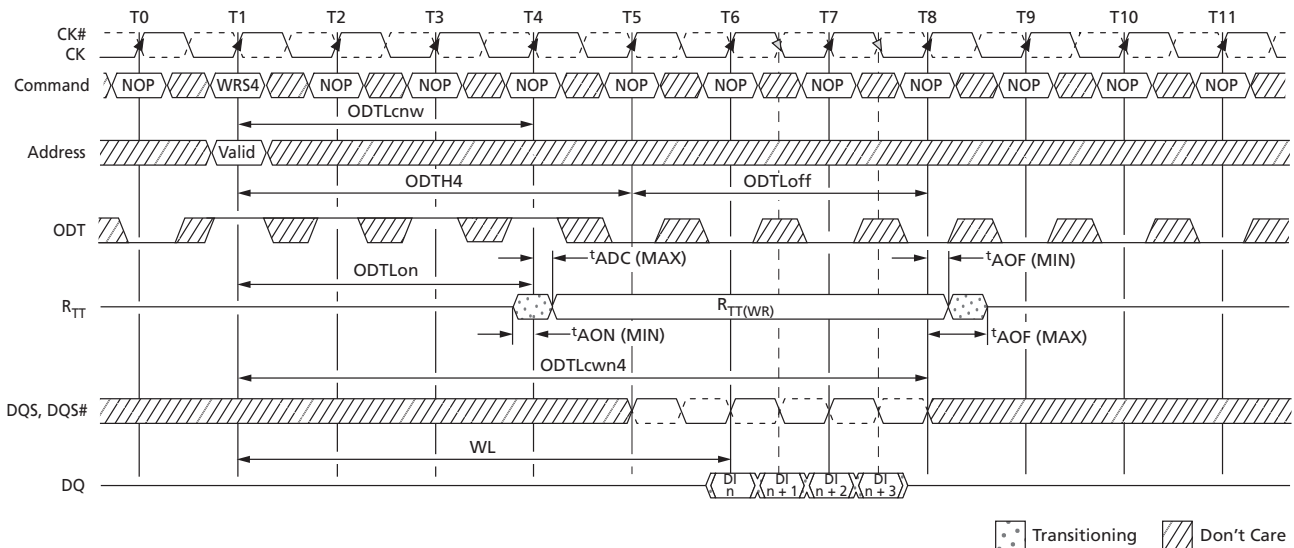 T0 T1 T2 T3 T4 T5 T6 T7 T8 T9 T10 T11
CK#
CK
Command NOP WRS4 NOP NOP NOP NOP NOP NOP NOP NOP NOP NOP
ODTLcnw
Address Valid
ODTH4 ODTLoff
ODT
tADC (MAX) tAOF (MIN)
ODTLon
RTT RTT(WR)
tAON (MIN) tAOF (MAX)
ODTLcwn4
DQS, DQS#
WL
DQ DI n DI n + 1 DI n + 2 DI n + 3
Transitioning Don't Care